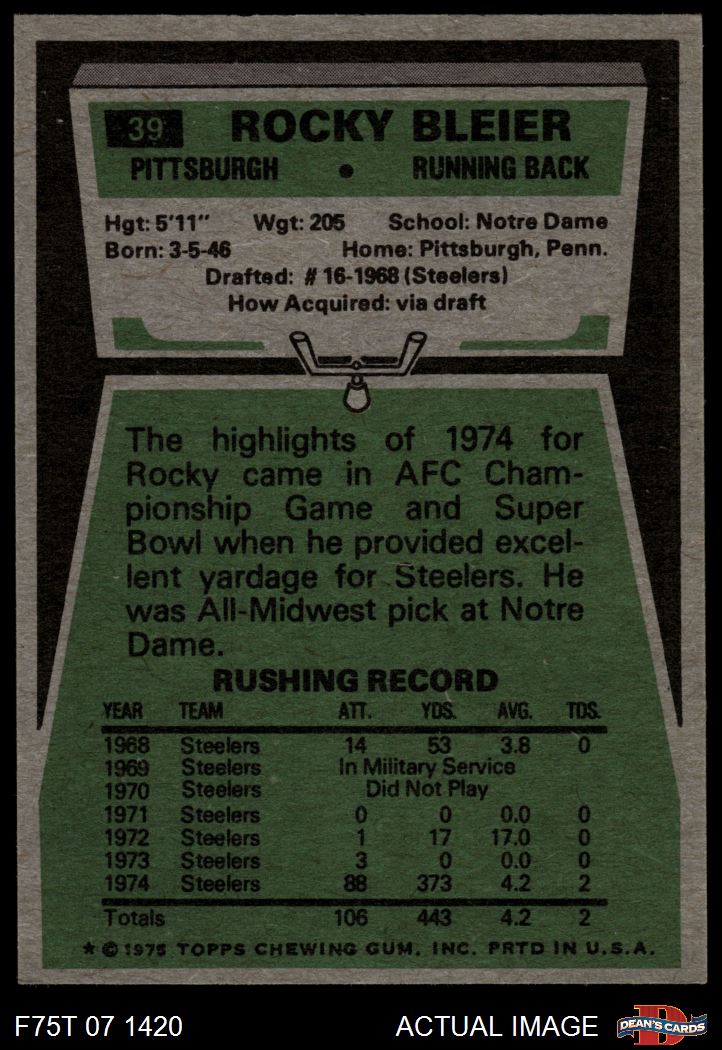 39 ROCKY BLEIER
PITTSBURGH • RUNNING BACK
Hgt: 5'11" Wgt: 205 School: Notre Dame
Born: 3-5-46 Home: Pittsburgh, Penn.
Drafted: #16-1968 (Steelers)
How Acquired: via draft
The highlights of 1974 for
Rocky came in AFC Cham-
pionship Game and Super
Bowl when he provided excel-
lent yardage for Steelers. He
was All-Midwest pick at Notre
Dame.
RUSHING RECORD
YEAR TEAM ATT. YDS. AVG. TDS.
1968 Steelers 14 53 3.8 0
1969 Steelers In Military Service
1970 Steelers Did Not Play
1971 Steelers 0 0 0.0 0
1972 Steelers 1 17 17.0 0
1973 Steelers 3 0 0.0 0
1974 Steelers 88 373 4.2 2
Totals 106 443 4.2 2
* © 1975 TOPPS CHEWING GUM, INC. PRTD IN U.S.A.
F75T 07 1420 ACTUAL IMAGE D DEAN'S CARDS